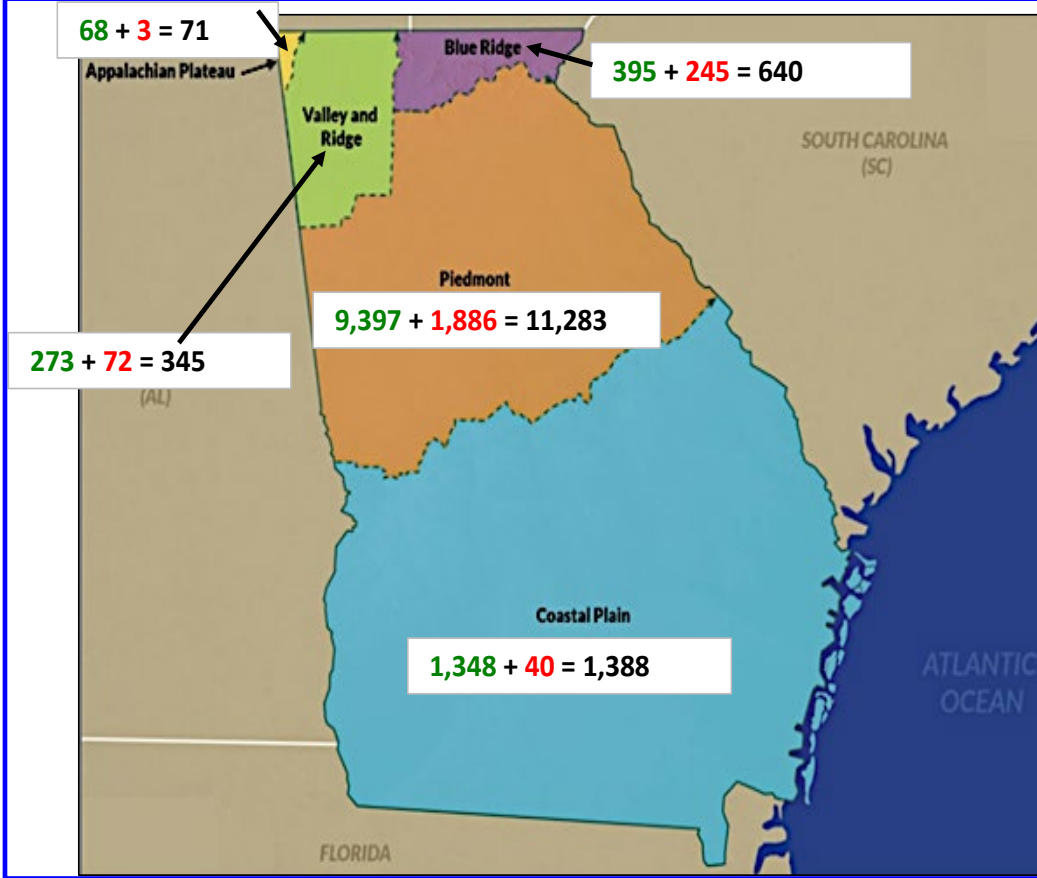 68 + 3 = 71
Appalachian Plateau
Blue Ridge
395 + 245 = 640
Valley and
Ridge
SOUTH CAROLINA
(SC)
Piedmont
9,397 + 1,886 = 11,283
273 + 72 = 345
(AL)
Coastal Plain
1,348 + 40 = 1,388
ATLANTIC
OCEAN
FLORIDA